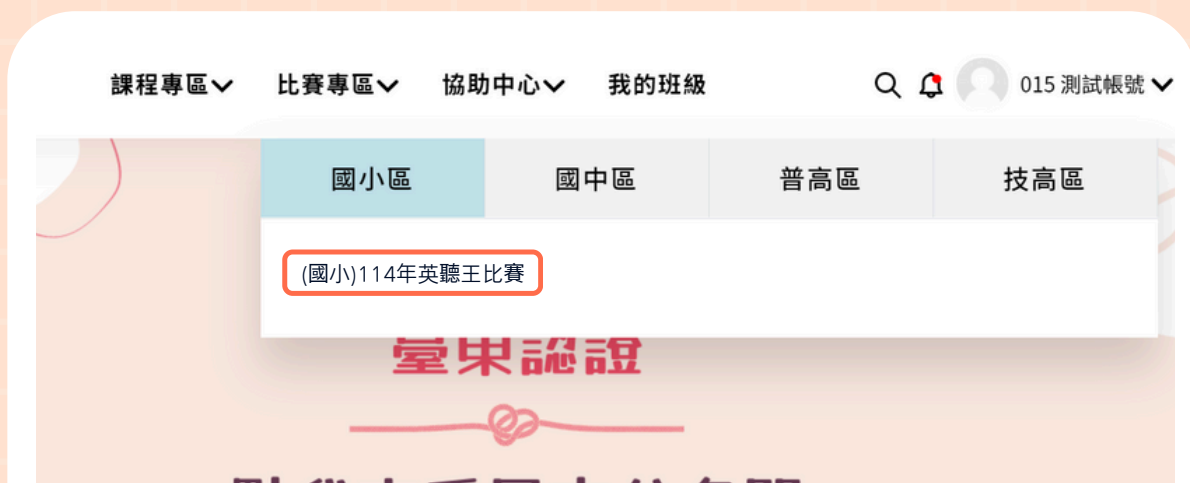 課程專區 比賽專區 協助中心 我的班級 015 測試帳號
國小區 國中區 普高區 技高區
(國小)114年英聽王比賽
臺東認證